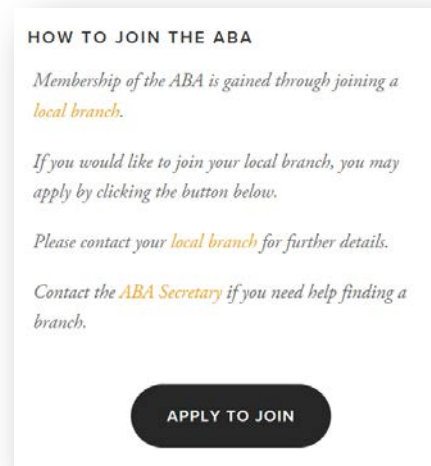 HOW TO JOIN THE ABA
Membership of the ABA is gained through joining a
local branch.
If you would like to join your local branch, you may
apply by clicking the button below.
Please contact your local branch for further details.
Contact the ABA Secretary if you need help finding a
branch.
APPLY TO JOIN